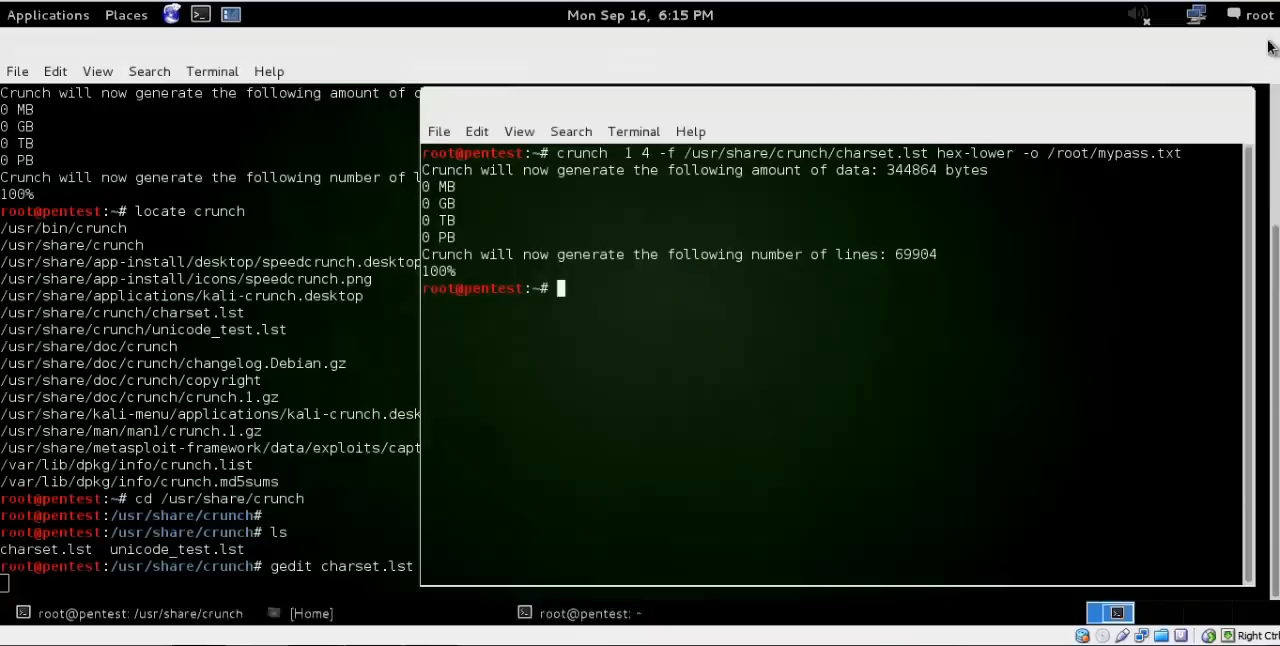 Applications Places Mon Sep 16, 6:15 PM root
File Edit View Search Terminal Help
Crunch will now generate the following amount of
0 MB
0 GB
0 TB
0 PB
Crunch will now generate the following number of
100%
root@pentest:~# locate crunch
/usr/bin/crunch
/usr/share/crunch
/usr/share/app-install/desktop/speedcrunch.desktop
/usr/share/app-install/icons/speedcrunch.png
/usr/share/applications/kali-crunch.desktop
/usr/share/crunch/charset.lst
/usr/share/crunch/unicode_test.lst
/usr/share/doc/crunch
/usr/share/doc/crunch/changelog.Debian.gz
/usr/share/doc/crunch/copyright
/usr/share/doc/crunch/crunch.1.gz
/usr/share/kali-menu/applications/kali-crunch.desk
/usr/share/man/man1/crunch.1.gz
/usr/share/metasploit-framework/data/exploits/capt
/var/lib/dpkg/info/crunch.list
/var/lib/dpkg/info/crunch.md5sums
root@pentest:~# cd /usr/share/crunch
root@pentest:/usr/share/crunch#
root@pentest:/usr/share/crunch# ls
charset.lst unicode_test.lst
root@pentest:/usr/share/crunch# gedit charset.lst
File Edit View Search Terminal Help
root@pentest:~# crunch 1 4 -f /usr/share/crunch/charset.lst hex-lower -o /root/mypass.txt
Crunch will now generate the following amount of data: 344864 bytes
0 MB
0 GB
0 TB
0 PB
Crunch will now generate the following number of lines: 69904
100%
root@pentest:~#
root@pentest: /usr/share/crunch [Home] root@pentest: ~
Right Ctrl